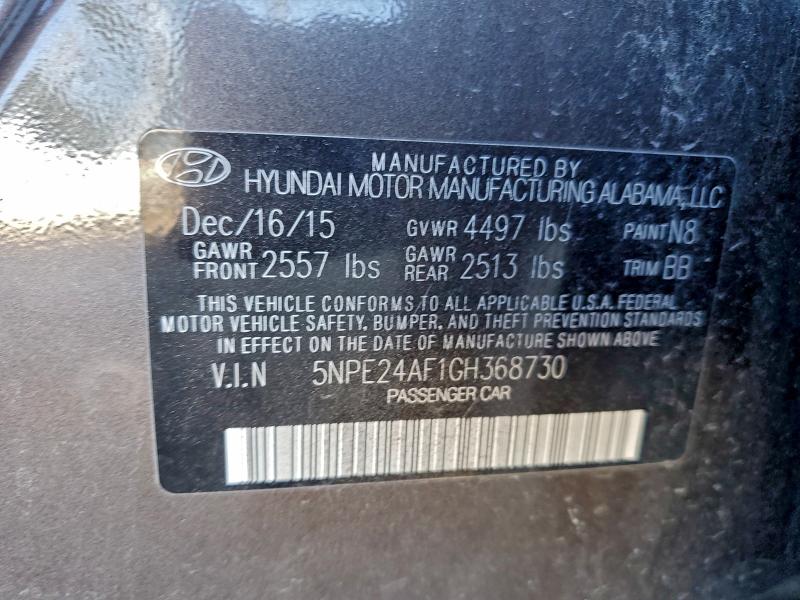 MANUFACTURED BY
HYUNDAI MOTOR MANUFACTURING ALABAMA, LLC
Dec/16/15 GVWR 4497 lbs PAINT N8
GAWR FRONT 2557 lbs GAWR REAR 2513 lbs TRIM BB
THIS VEHICLE CONFORMS TO ALL APPLICABLE U.S.A. FEDERAL
MOTOR VEHICLE SAFETY, BUMPER, AND THEFT PREVENTION STANDARDS
IN EFFECT ON THE DATE OF MANUFACTURE SHOWN ABOVE.
V.I.N 5NPE24AF1GH368730
PASSENGER CAR